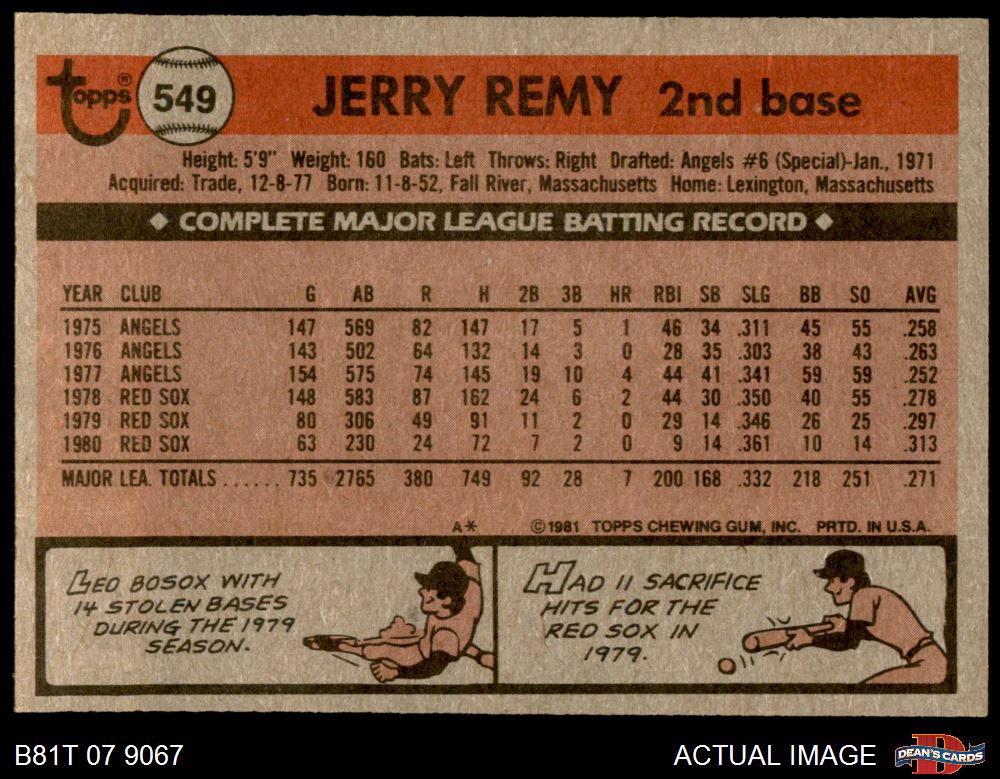 Topps® 549 JERRY REMY 2nd base
Height: 5'9" Weight: 160 Bats: Left Throws: Right Drafted: Angels #6 (Special)-Jan., 1971
Acquired: Trade, 12-8-77 Born: 11-8-52, Fall River, Massachusetts Home: Lexington, Massachusetts
◆ COMPLETE MAJOR LEAGUE BATTING RECORD ◆
YEAR CLUB G AB R H 2B 3B HR RBI SB SLG BB SO AVG
1975 ANGELS 147 569 82 147 17 5 1 46 34 .311 45 55 .258
1976 ANGELS 143 502 64 132 14 3 0 28 35 .303 38 43 .263
1977 ANGELS 154 575 74 145 19 10 4 44 41 .341 59 59 .252
1978 RED SOX 148 583 87 162 24 6 2 44 30 .350 40 55 .278
1979 RED SOX 80 306 49 91 11 2 0 29 14 .346 26 25 .297
1980 RED SOX 63 230 24 72 7 2 0 9 14 .361 10 14 .313
MAJOR LEA. TOTALS ...... 735 2765 380 749 92 28 7 200 168 .332 218 251 .271
A* ©1981 TOPPS CHEWING GUM, INC. PRTD. IN U.S.A.
LED BOSOX WITH
14 STOLEN BASES
DURING THE 1979
SEASON.
HAD 11 SACRIFICE
HITS FOR THE
RED SOX IN
1979.
B81T 07 9067 ACTUAL IMAGE DEAN'S CARDS